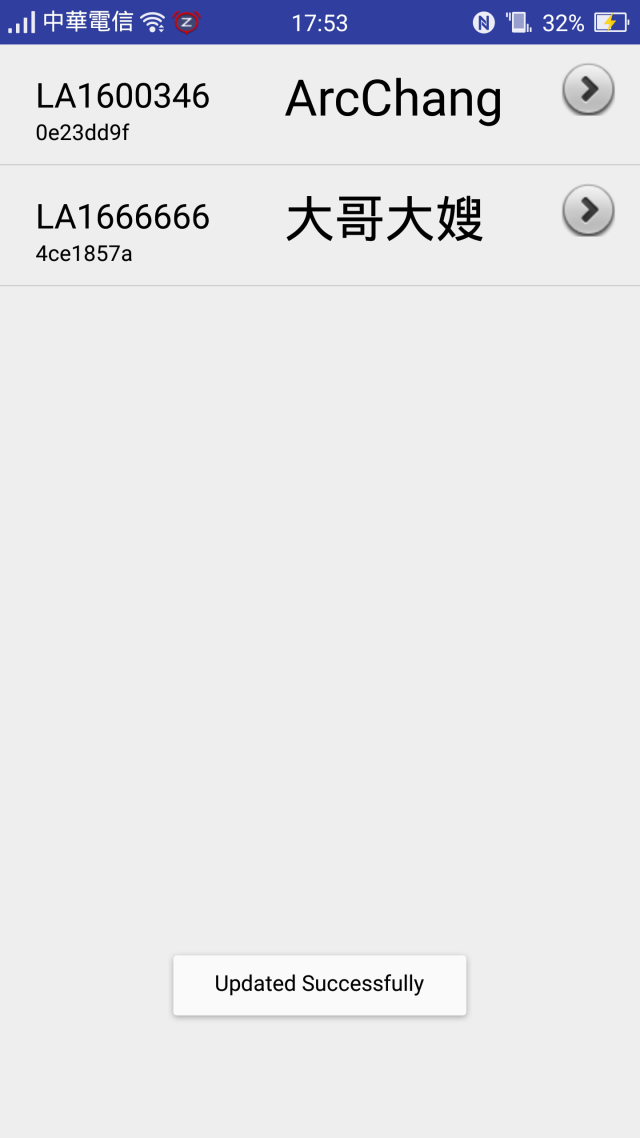 中華電信 17:53 32%
LA1600346 ArcChang
0e23dd9f
LA1666666 大哥大嫂
4ce1857a
Updated Successfully